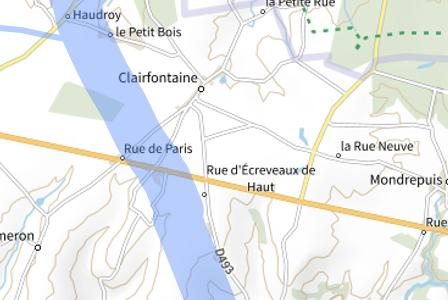 la Petite Rue
Haudroy
le Petit Bois
Clairfontaine
Rue de Paris
la Rue Neuve
Rue d'Écreveaux de
Haut
Mondrepuis
Rue
meron
D493